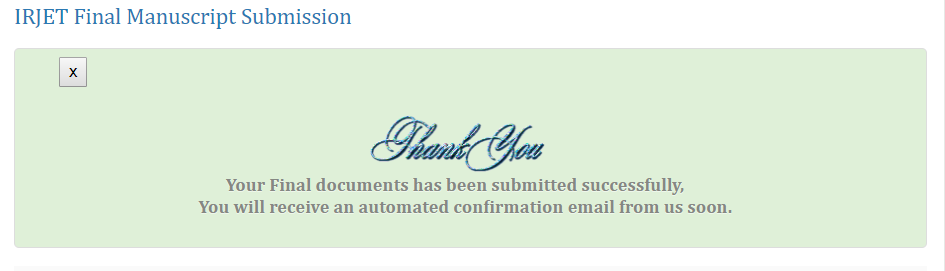 IRJET Final Manuscript Submission
x
Thank You
Your Final documents has been submitted successfully,
You will receive an automated confirmation email from us soon.